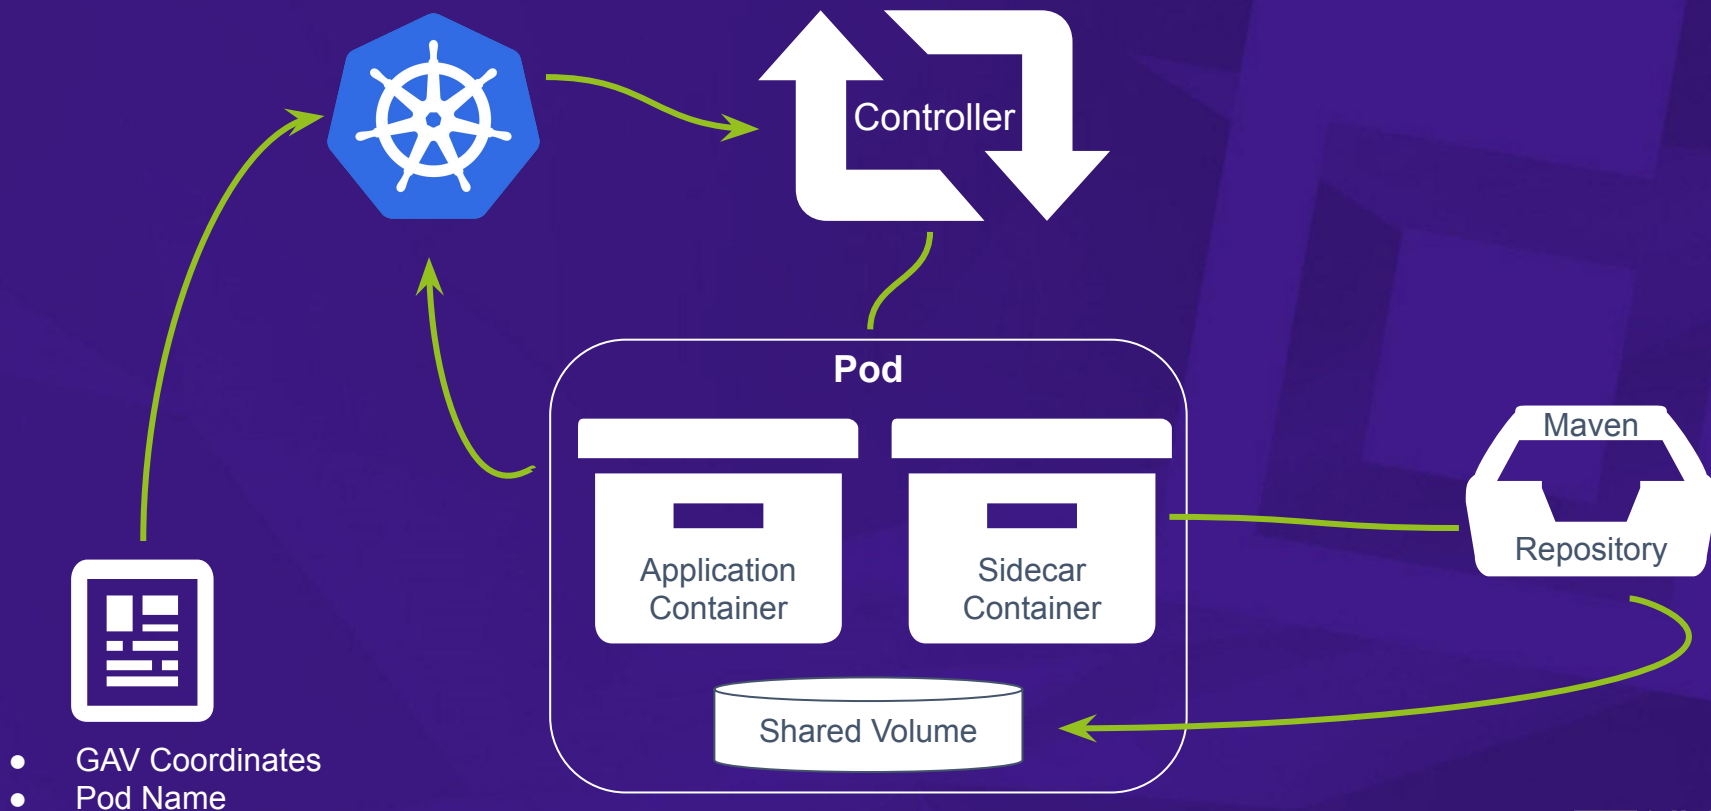 Controller
Pod
Application
Container
Sidecar
Container
Maven
Repository
Shared Volume
● GAV Coordinates
● Pod Name